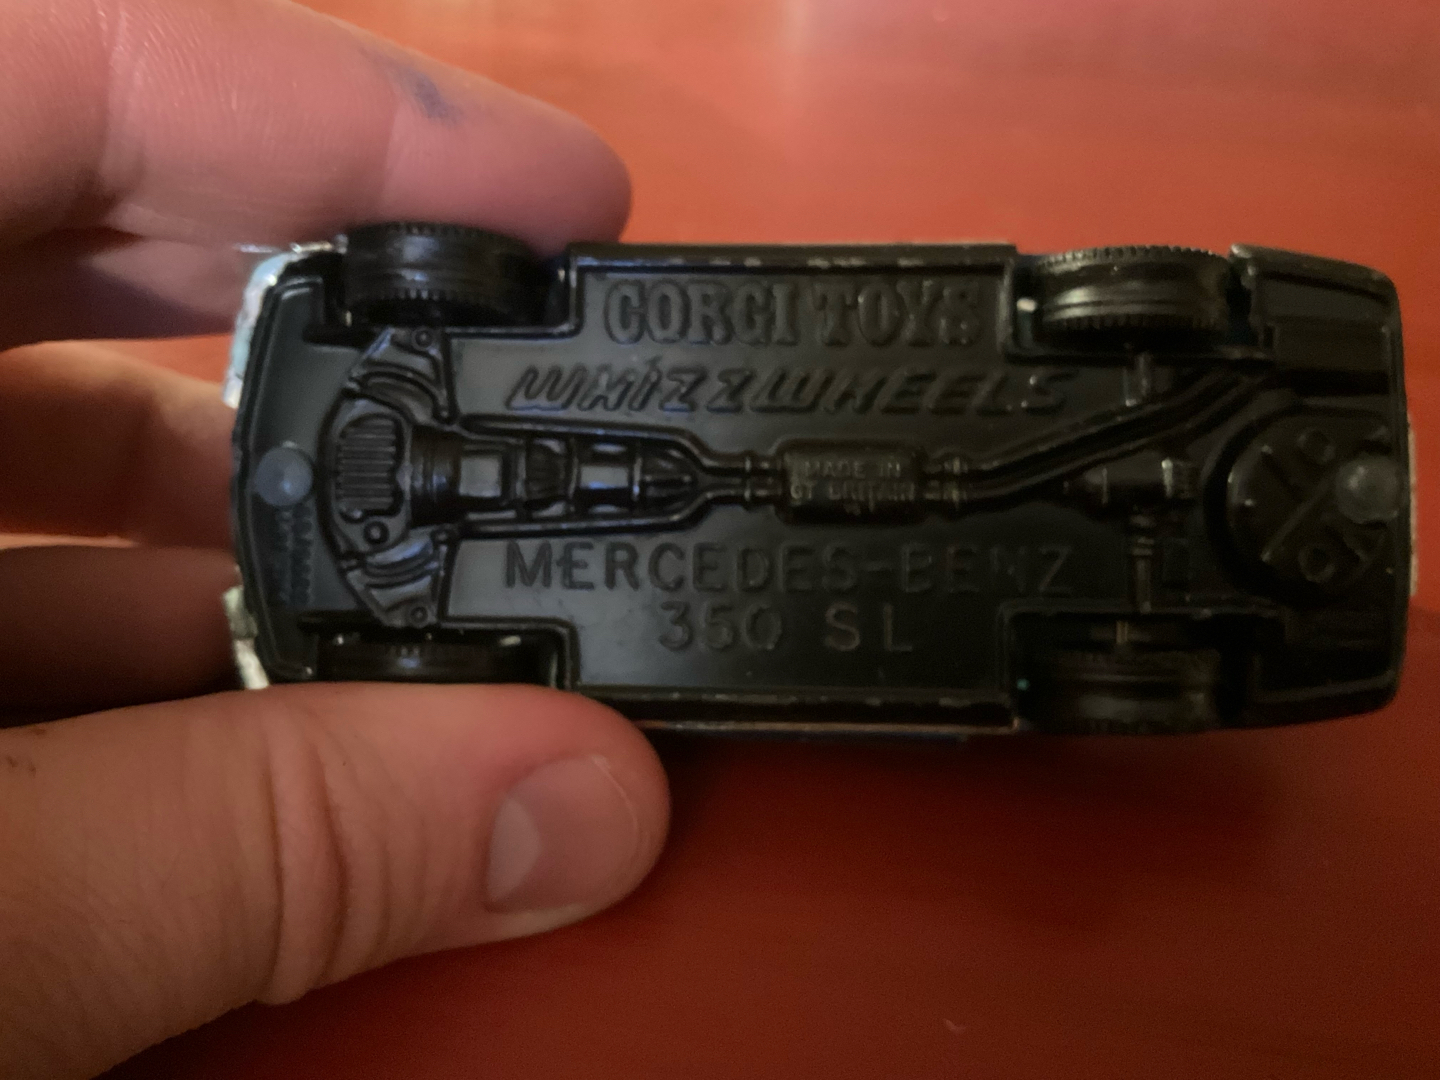 CORGI TOYS
WHIZZWHEELS
MADE IN
GT BRITAIN
MERCEDES-BENZ
350 SL